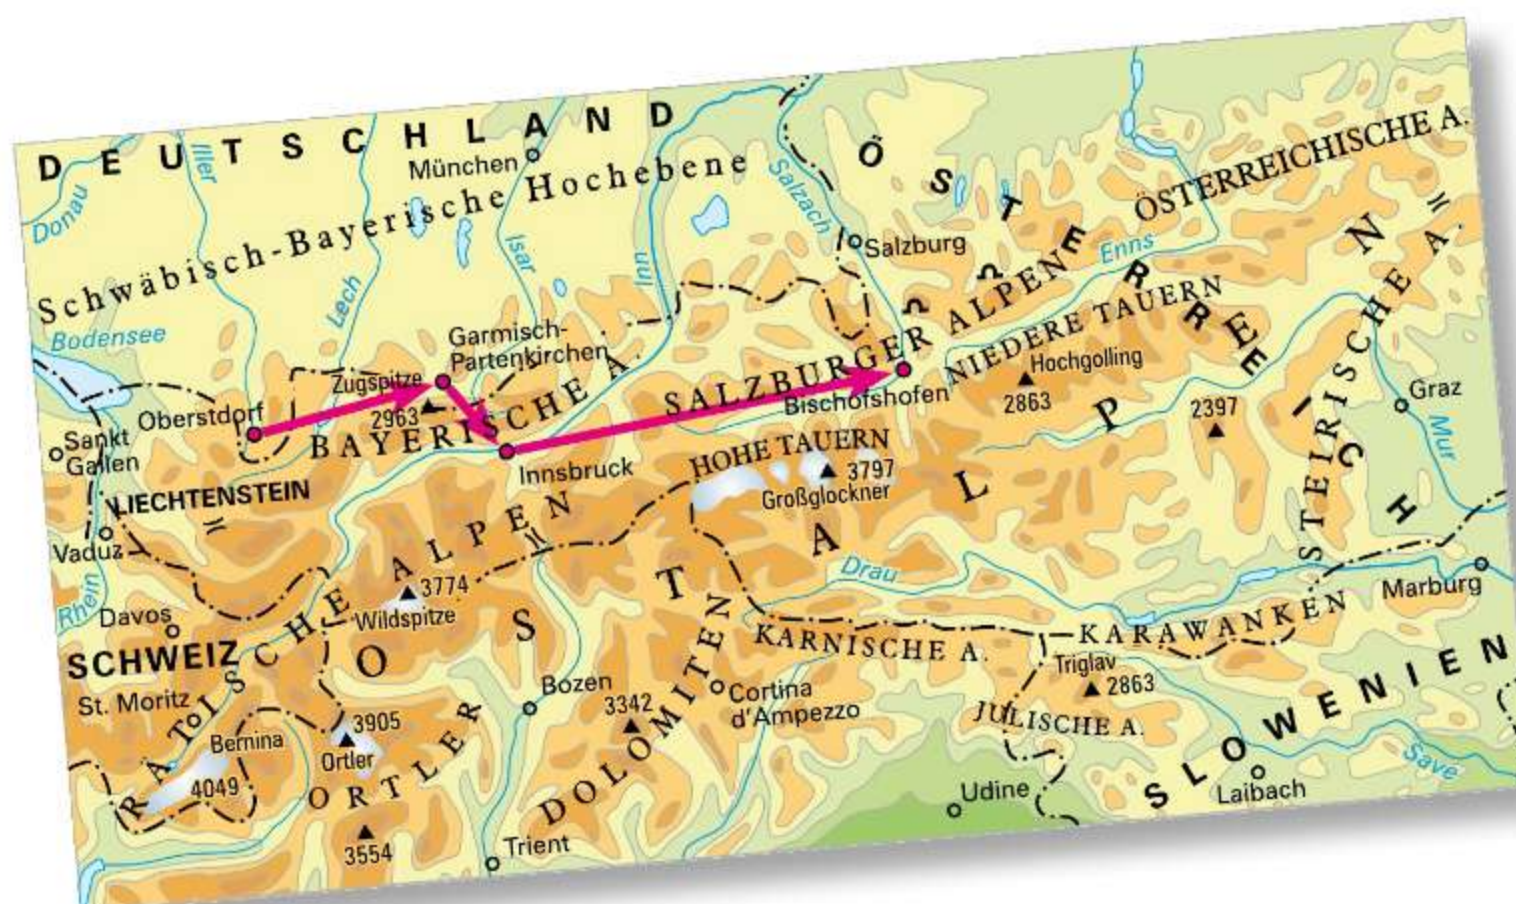 DEUTSCHLAND
Donau
Iller
München
Schwäbisch-Bayerische Hochebene
Lech
Isar
Inn
Salzach
ÖSTERREICH
Salzburg
Enns
ÖSTERREICHISCHE A.
Bodensee
Garmisch-
Partenkirchen
Zugspitze
2963
Oberstdorf
BAYERISCHE A.
SALZBURGER ALPEN
Bischofshofen
NIEDERE TAUERN
Hochgolling
2863
2397
STEIRISCHE A.
Graz
Mur
Sankt
Gallen
LIECHTENSTEIN
Innsbruck
HOHE TAUERN
3797
Großglockner
OSTALPEN
Vaduz
Rhein
Davos
3774
Wildspitze
RÄTOISCHE ALPEN
Drau
Marburg
SCHWEIZ
St. Moritz
KARNISCHE A.
KARAWANKEN
Triglav
2863
Bozen
3342
DOLOMITEN
Cortina
d'Ampezzo
JULISCHE A.
SLOWENIEN
Bernina
4049
3905
Ortler
ORTLER
3554
Trient
Udine
Laibach
Save